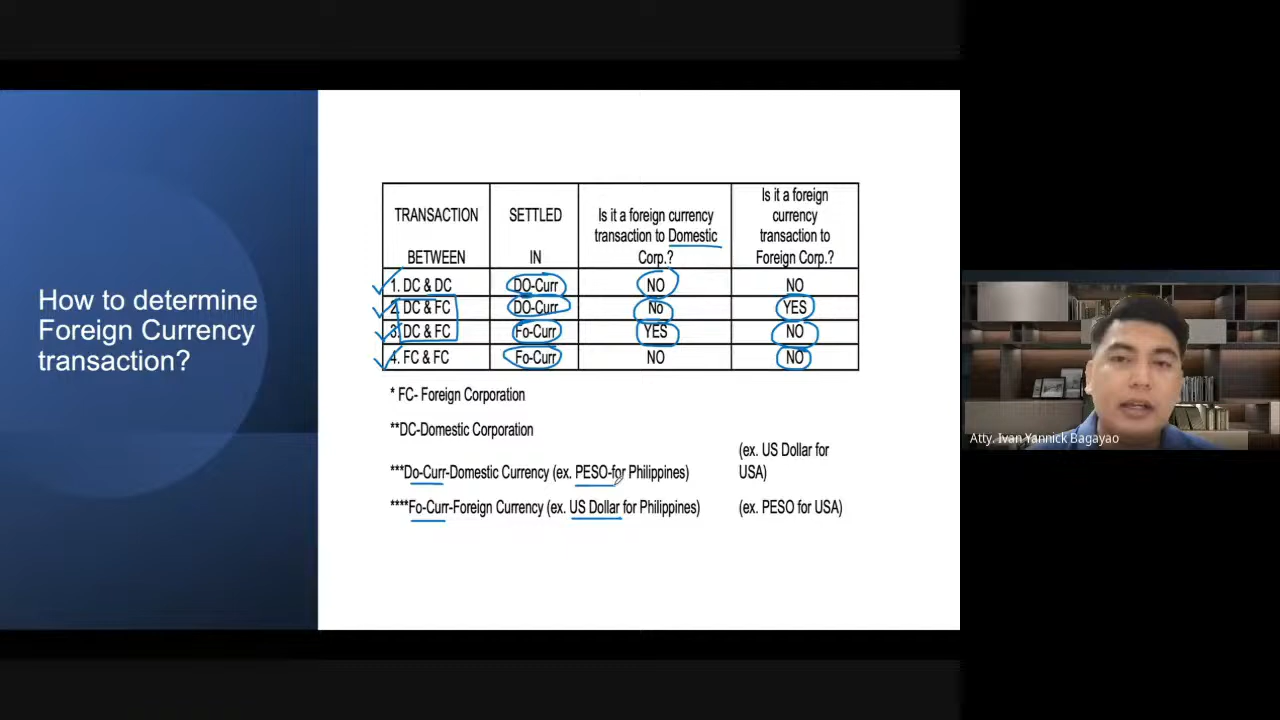 How to determine
Foreign Currency
transaction?
TRANSACTION
BETWEEN
SETTLED
IN
Is it a foreign currency
transaction to Domestic
Corp.?
Is it a foreign
currency
transaction to
Foreign Corp.?
1. DC & DC DO-Curr NO NO
2. DC & FC DO-Curr No YES
3. DC & FC Fo-Curr YES NO
4. FC & FC Fo-Curr NO NO
* FC- Foreign Corporation
**DC-Domestic Corporation
(ex. US Dollar for
USA)
***Do-Curr-Domestic Currency (ex. PESO-for Philippines)
****Fo-Curr-Foreign Currency (ex. US Dollar for Philippines) (ex. PESO for USA)
Atty. Ivan Yannick Bagayao